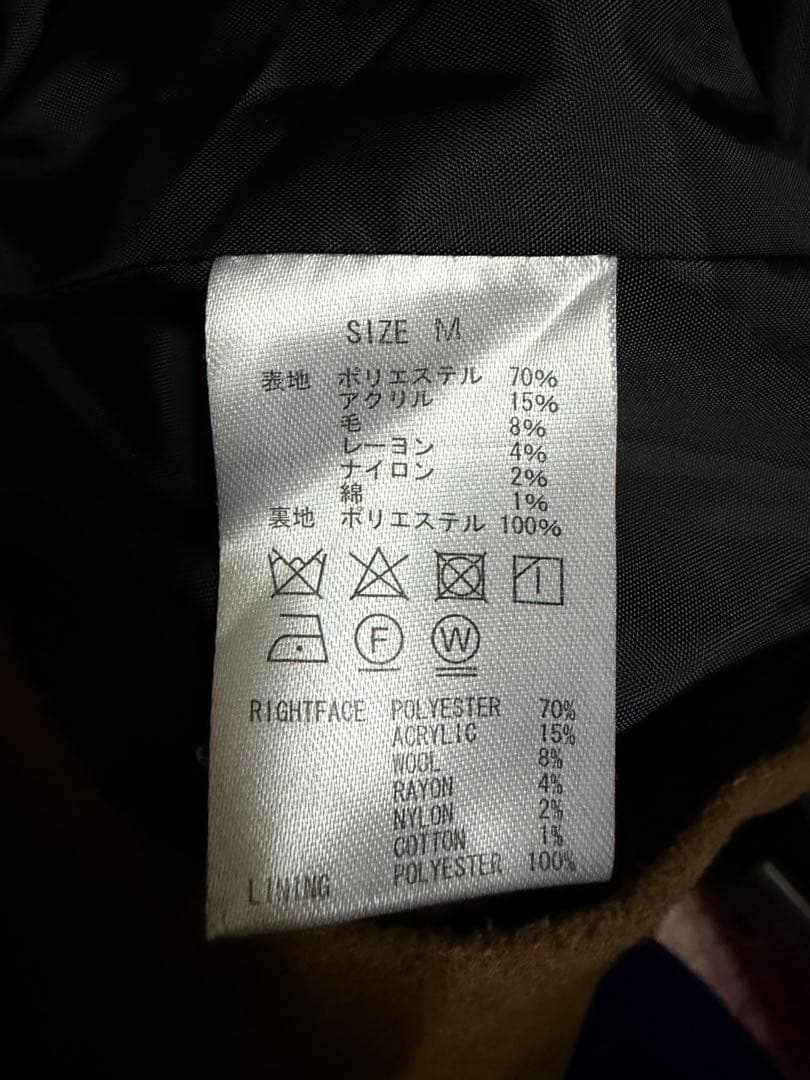 SIZE M
表地 ポリエステル 70%
アクリル 15%
毛 8%
レーヨン 4%
ナイロン 2%
綿 1%
裏地 ポリエステル 100%
F W
RIGHTFACE POLYESTER 70%
ACRYLIC 15%
WOOL 8%
RAYON 4%
NYLON 2%
COTTON 1%
LINING POLYESTER 100%